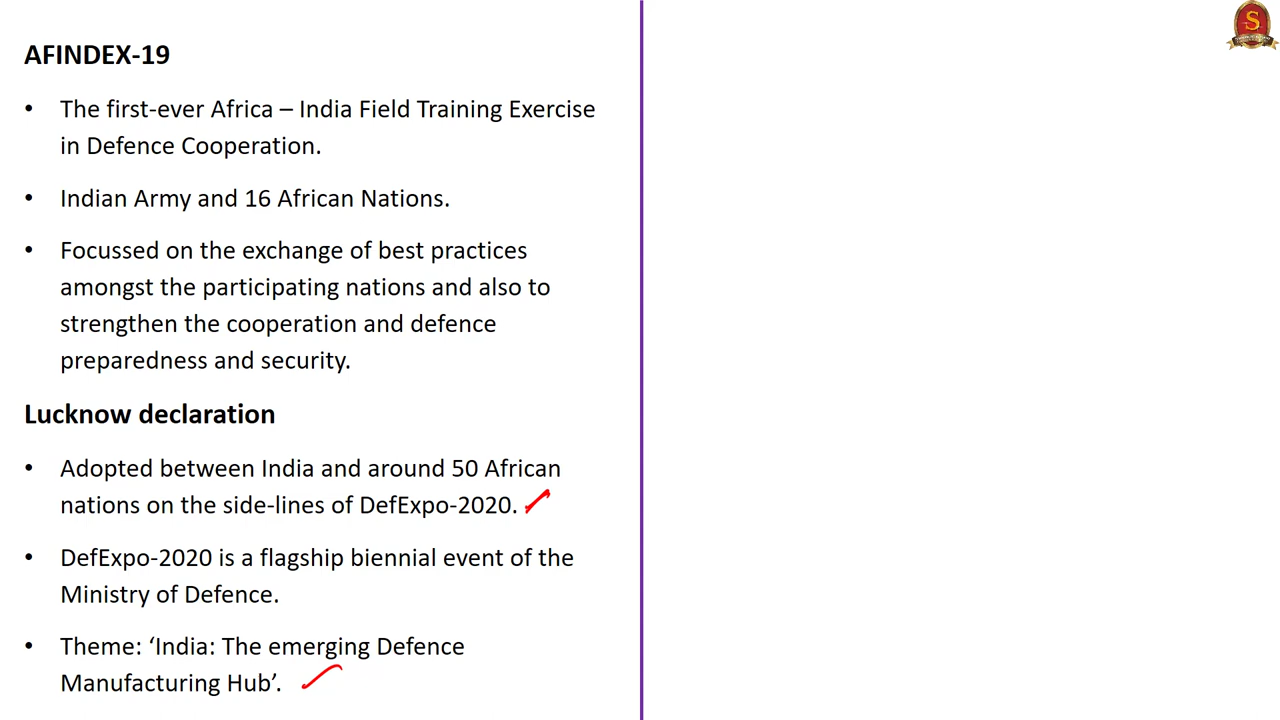 AFINDEX-19
• The first-ever Africa – India Field Training Exercise
in Defence Cooperation.
• Indian Army and 16 African Nations.
• Focussed on the exchange of best practices
amongst the participating nations and also to
strengthen the cooperation and defence
preparedness and security.
Lucknow declaration
• Adopted between India and around 50 African
nations on the side-lines of DefExpo-2020.
• DefExpo-2020 is a flagship biennial event of the
Ministry of Defence.
• Theme: ‘India: The emerging Defence
Manufacturing Hub’.
S